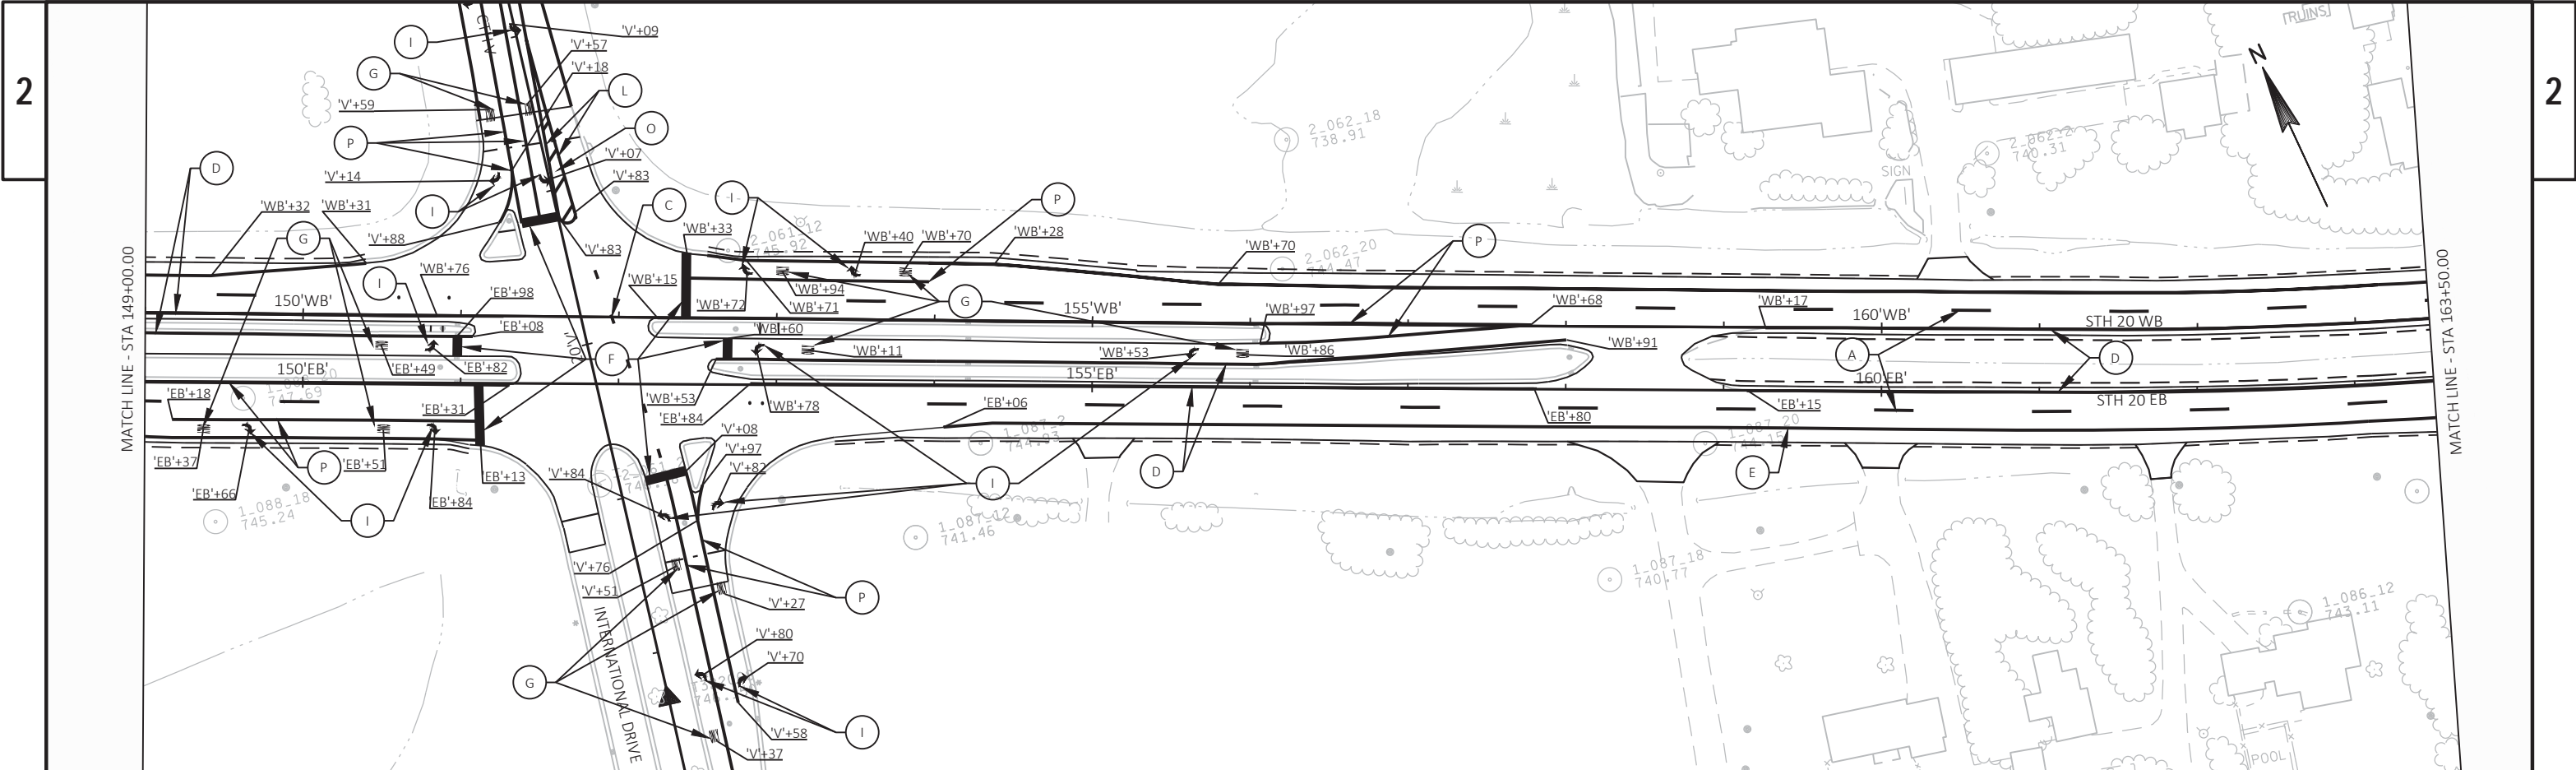 2
2
MATCH LINE - STA 149+00.00
MATCH LINE - STA 163+50.00
N
RUINS
I
'V'+09
G
'V'+57
'V'+18
'V'+59
L
P
O
'V'+07
'V'+14
'V'+83
D
I
C
I
P
'WB'+32
'WB'+31
G
'V'+88
'V'+83
'WB'+33
'WB'+40
'WB'+70
'WB'+28
2_062_18
738.91
2_062_20
744.47
'WB'+70
P
SIGN
740.31
I
'WB'+76
'EB'+98
'WB'+15
'WB'+72
'WB'+94
'WB'+71
G
150'WB'
'EB'+08
155'WB'
'WB'+97
'WB'+68
'WB'+17
160'WB'
STH 20 WB
'WB'+60
'WB'+11
'WB'+53
'WB'+86
'WB'+91
A
D
F
150'EB'
'EB'+49
'EB'+82
155'EB'
160'EB'
STH 20 EB
'EB'+18
'EB'+31
'WB'+53
'EB'+84
'WB'+78
'EB'+06
'EB'+80
'EB'+15
'EB'+37
P
'EB'+51
'EB'+66
'EB'+84
'EB'+13
I
1_088_18
745.24
'V'+08
'V'+97
'V'+82
'V'+84
I
D
E
1_087_12
741.46
'V'+76
'V'+51
P
'V'+27
1_087_18
740.77
1_086_12
743.11
INTERNATIONAL DRIVE
G
'V'+80
'V'+70
'V'+58
'V'+37
I
POOL